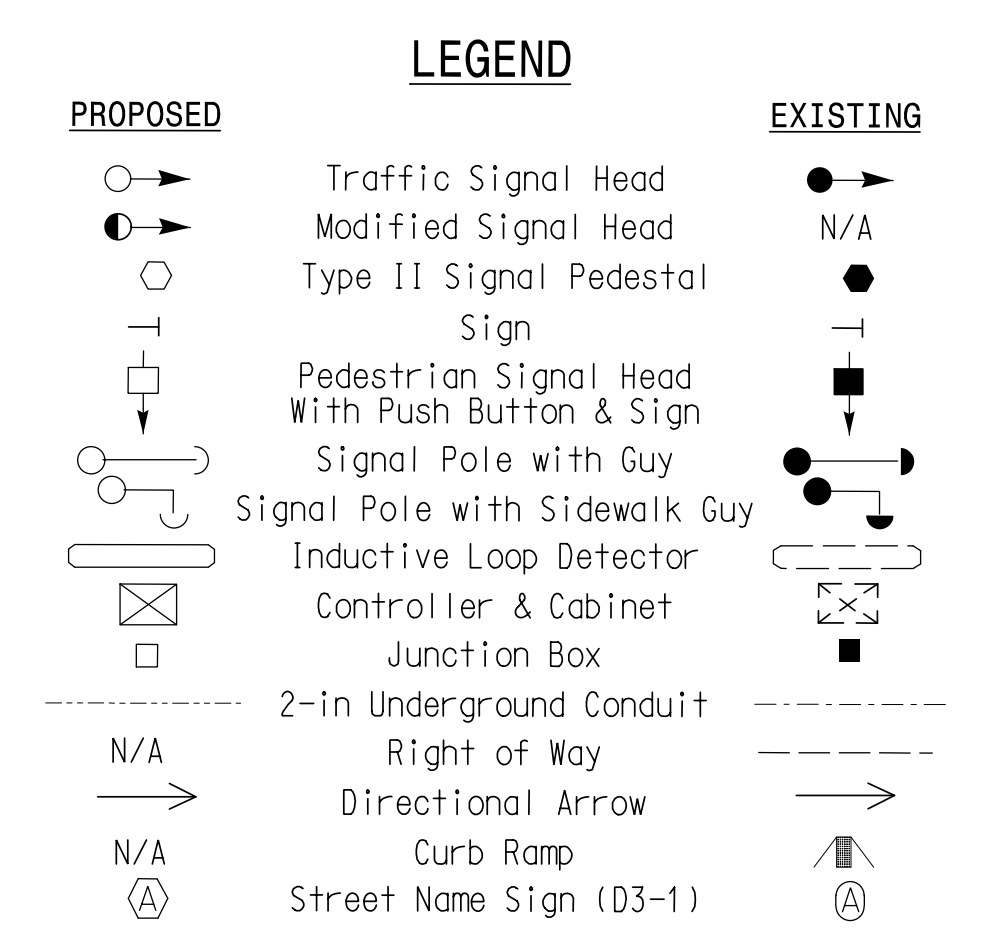 LEGEND
PROPOSED EXISTING
Traffic Signal Head
Modified Signal Head N/A
Type II Signal Pedestal
Sign
Pedestrian Signal Head
With Push Button & Sign
Signal Pole with Guy
Signal Pole with Sidewalk Guy
Inductive Loop Detector
Controller & Cabinet
Junction Box
2-in Underground Conduit
N/A Right of Way
Directional Arrow
N/A Curb Ramp
A Street Name Sign (D3-1) A